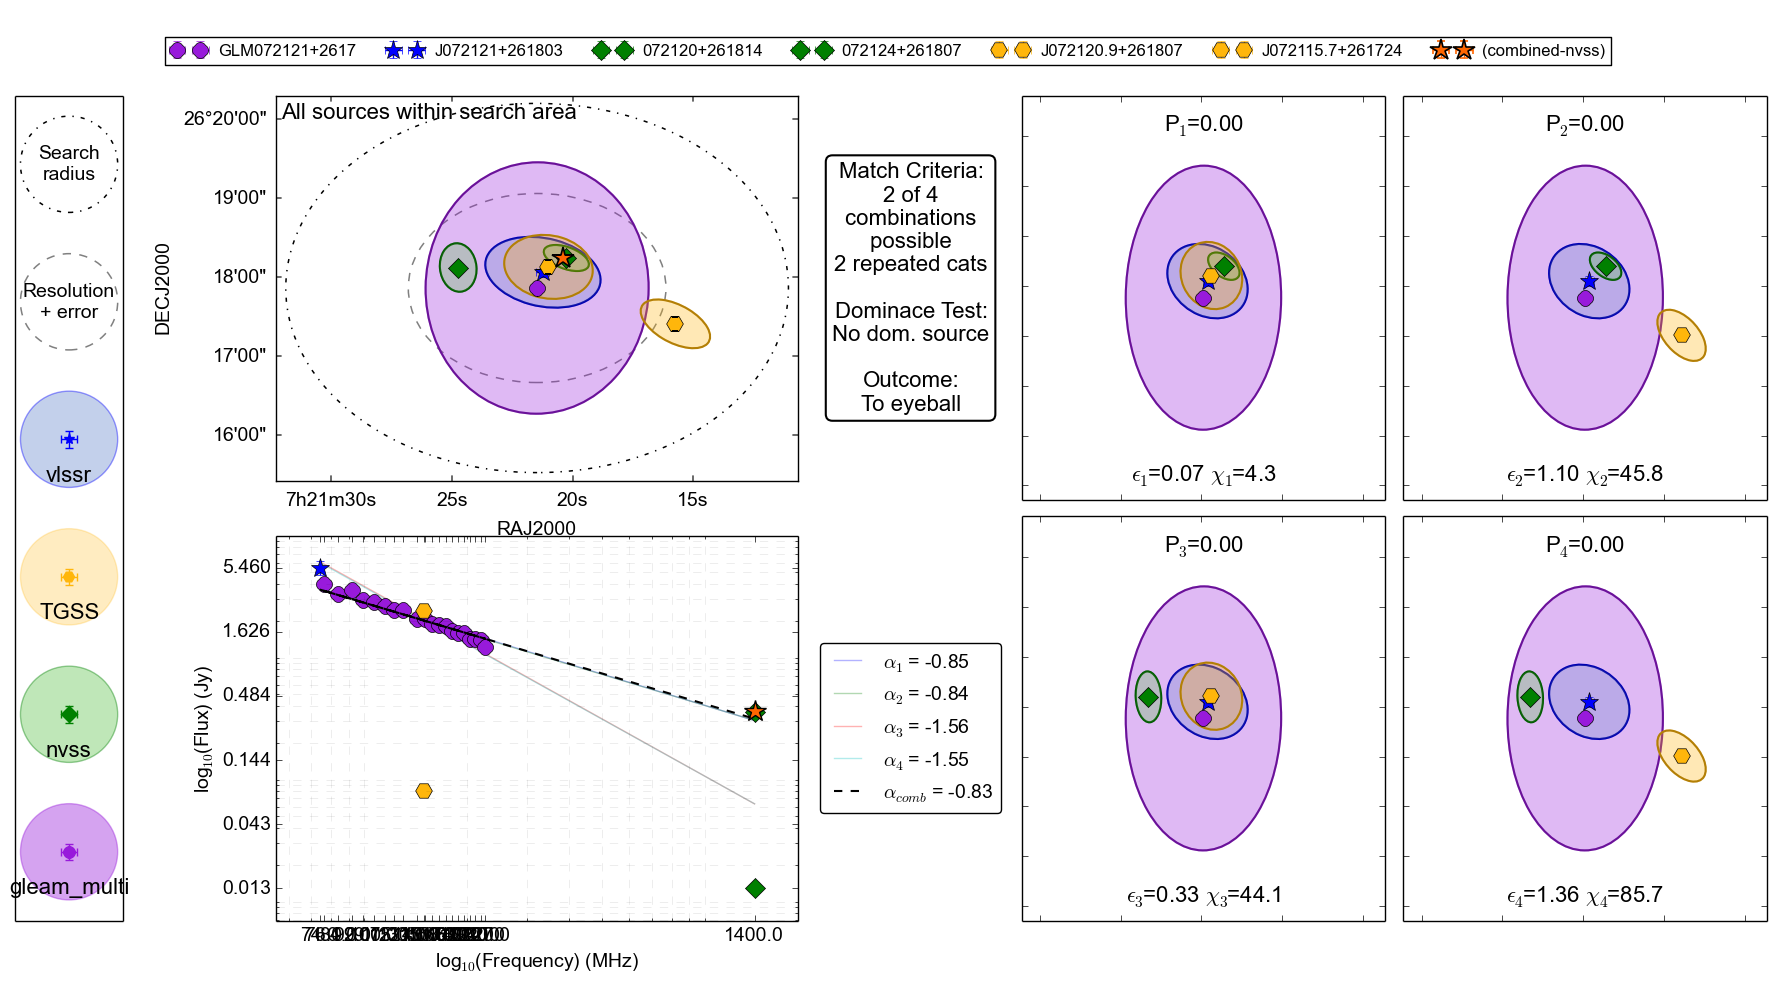 GLM072121+2617 J072121+261803 072120+261814 072124+261807 J072120.9+261807 J072115.7+261724 (combined-nvss)
Search
radius
Resolution
+ error
vlssr
TGSS
nvss
gleam_multi
All sources within search area
DECJ2000
26°20'00"
19'00"
18'00"
17'00"
16'00"
7h21m30s 25s 20s 15s
RAJ2000
Match Criteria:
2 of 4
combinations
possible
2 repeated cats
Dominace Test:
No dom. source
Outcome:
To eyeball
P1=0.00
ϵ1=0.07 χ1=4.3
P2=0.00
ϵ2=1.10 χ2=45.8
P3=0.00
ϵ3=0.33 χ3=44.1
P4=0.00
ϵ4=1.36 χ4=85.7
log10(Flux) (Jy)
5.460
1.626
0.484
0.144
0.043
0.013
1400.0
log10(Frequency) (MHz)
α1 = -0.85
α2 = -0.84
α3 = -1.56
α4 = -1.55
αcomb = -0.83